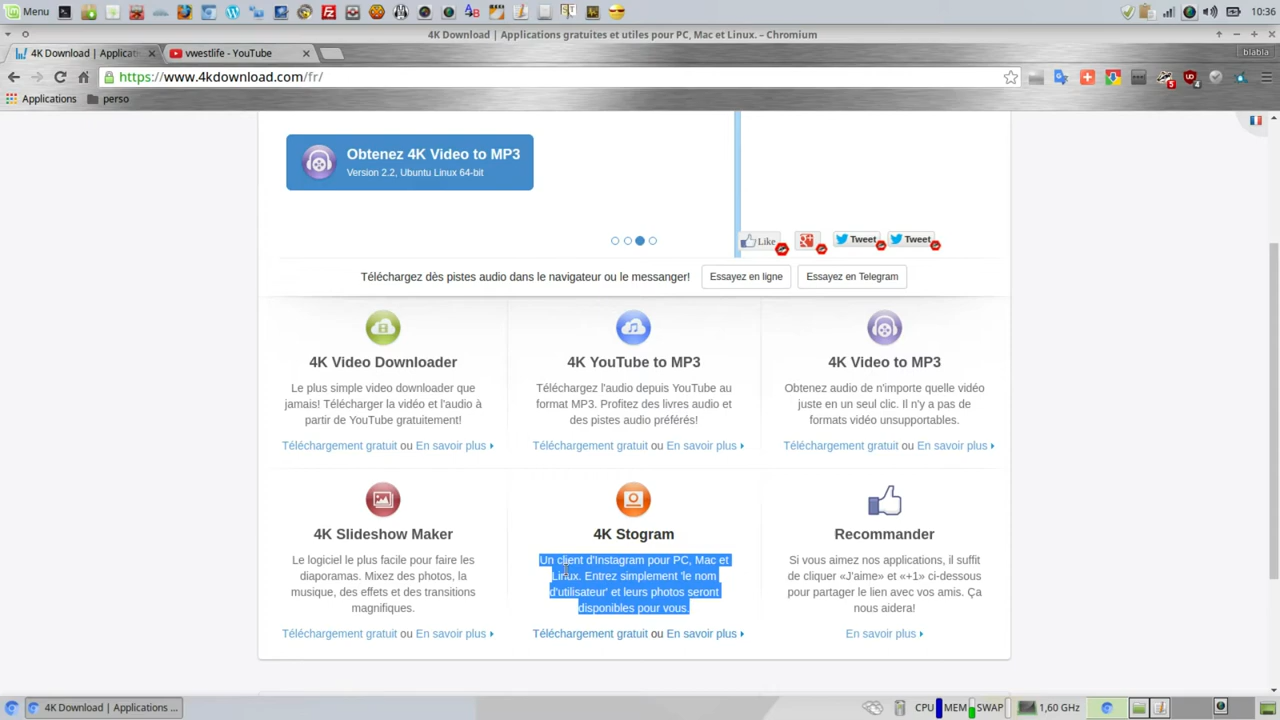 Menu
10:36
4K Download | Applications gratuites et utiles pour PC, Mac et Linux. – Chromium
4K Download | Applicati
vwestlife - YouTube
blabla
https://www.4kdownload.com/fr/
Applications
perso
Obtenez 4K Video to MP3
Version 2.2, Ubuntu Linux 64-bit
Like
Tweet
Tweet
Téléchargez dès pistes audio dans le navigateur ou le messanger!
Essayez en ligne
Essayez en Telegram
4K Video Downloader
Le plus simple video downloader que
jamais! Télécharger la vidéo et l'audio à
partir de YouTube gratuitement!
Téléchargement gratuit ou En savoir plus
4K YouTube to MP3
Téléchargez l'audio depuis YouTube au
format MP3. Profitez des livres audio et
des pistes audio préférés!
Téléchargement gratuit ou En savoir plus
4K Video to MP3
Obtenez audio de n'importe quelle vidéo
juste en un seul clic. Il n'y a pas de
formats vidéo unsupportables.
Téléchargement gratuit ou En savoir plus
4K Slideshow Maker
Le logiciel le plus facile pour faire les
diaporamas. Mixez des photos, la
musique, des effets et des transitions
magnifiques.
Téléchargement gratuit ou En savoir plus
4K Stogram
Un client d'Instagram pour PC, Mac et
Linux. Entrez simplement 'le nom
d'utilisateur' et leurs photos seront
disponibles pour vous.
Téléchargement gratuit ou En savoir plus
Recommander
Si vous aimez nos applications, il suffit
de cliquer «J'aime» et «+1» ci-dessous
pour partager le lien avec vos amis. Ça
nous aidera!
En savoir plus
4K Download | Applications ...
CPU
MEM
SWAP
1,60 GHz